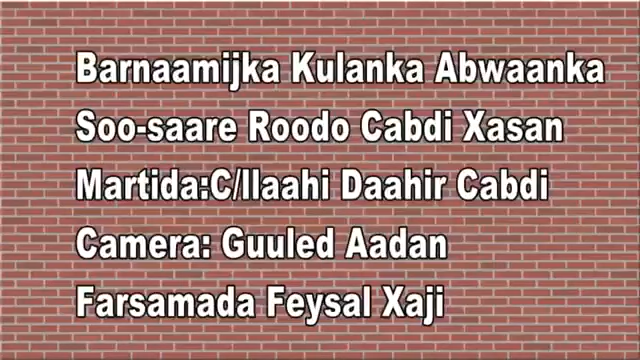 Barnaamijka Kulanka Abwaanka
Soo-saare Roodo Cabdi Xasan
Martida:C/llaahi Daahir Cabdi
Camera: Guuled Aadan
Farsamada Feysal Xaji